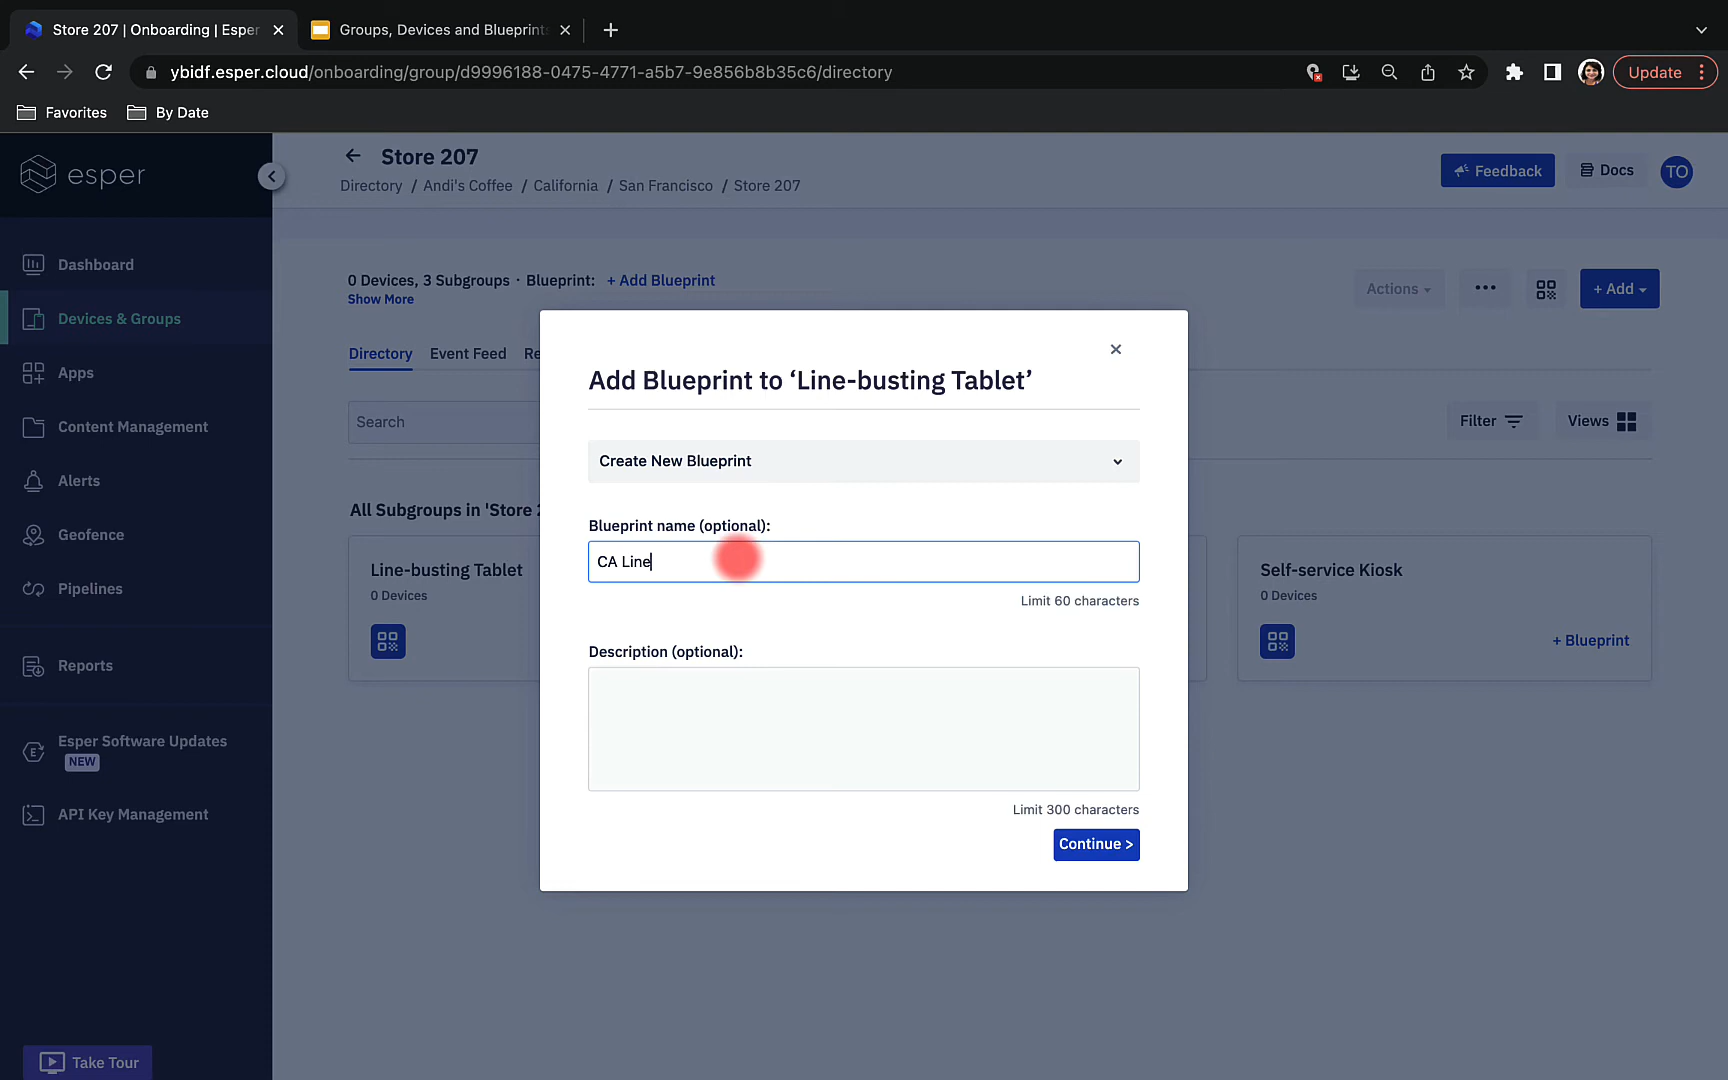 Store 207 | Onboarding | Esper
Groups, Devices and Blueprints
ybidf.esper.cloud/onboarding/group/d9996188-0475-4771-a5b7-9e856b8b35c6/directory
Update
Favorites
By Date
esper
Store 207
Directory / Andi's Coffee / California / San Francisco / Store 207
Feedback
Docs
TO
Dashboard
Devices & Groups
Apps
Content Management
Alerts
Geofence
Pipelines
Reports
Esper Software Updates
NEW
API Key Management
Take Tour
0 Devices, 3 Subgroups · Blueprint: + Add Blueprint
Show More
Actions
+ Add
Directory Event Feed Re
Search
Filter
Views
All Subgroups in 'Store 2
Line-busting Tablet
0 Devices
Self-service Kiosk
0 Devices
+ Blueprint
Add Blueprint to ‘Line-busting Tablet’
Create New Blueprint
Blueprint name (optional):
CA Line
Limit 60 characters
Description (optional):
Limit 300 characters
Continue >